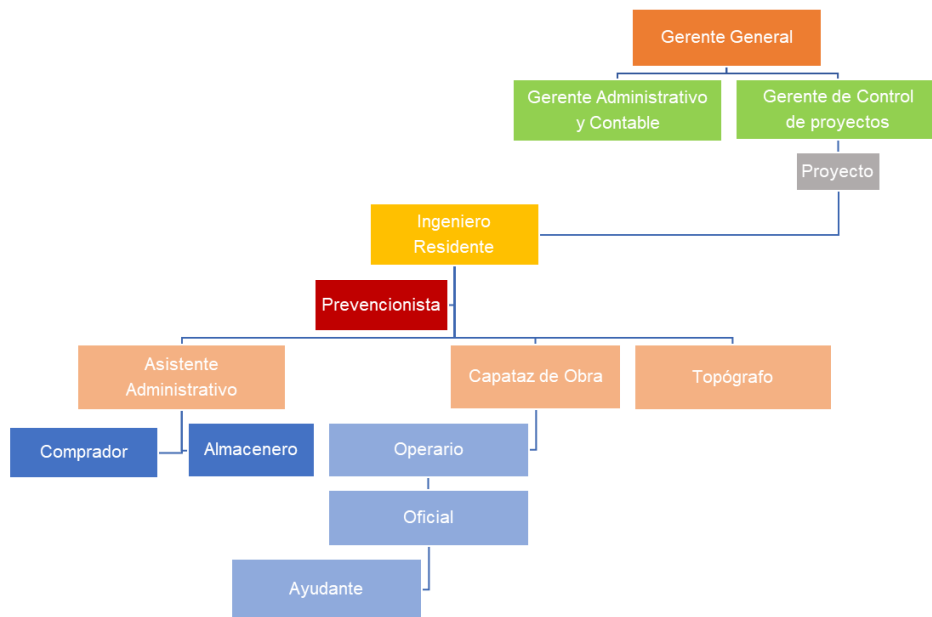 Gerente General
Gerente Administrativo
y Contable
Gerente de Control
de proyectos
Proyecto
Ingeniero
Residente
Prevencionista
Asistente
Administrativo
Capataz de Obra
Topógrafo
Comprador
Almacenero
Operario
Oficial
Ayudante